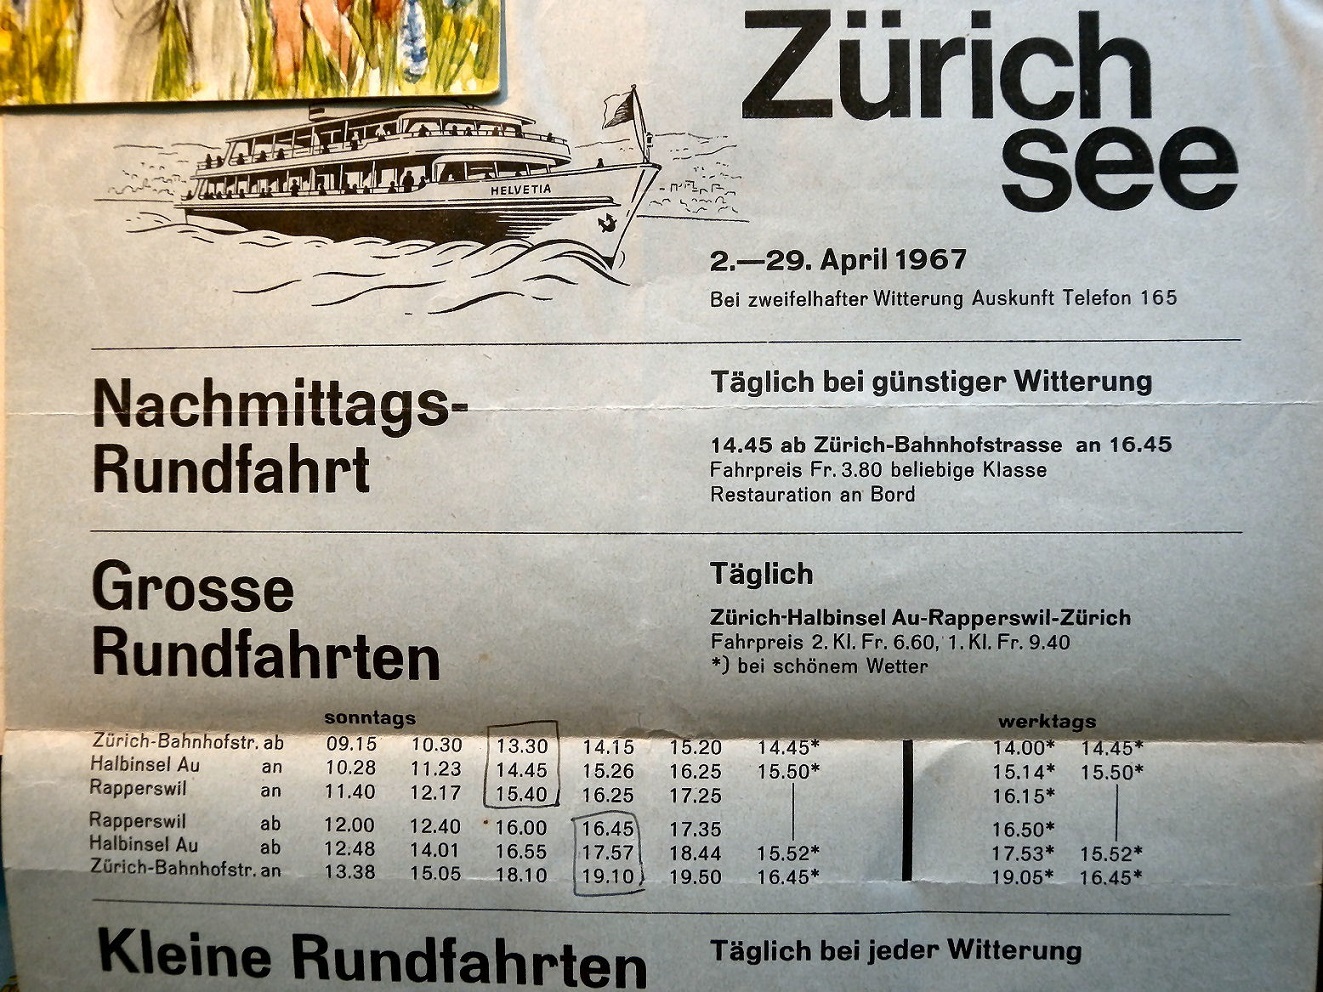 Zürich
see
HELVETIA
2.—29. April 1967
Bei zweifelhafter Witterung Auskunft Telefon 165
Nachmittags-
Rundfahrt
Täglich bei günstiger Witterung
14.45 ab Zürich-Bahnhofstrasse an 16.45
Fahrpreis Fr. 3.80 beliebige Klasse
Restauration an Bord
Grosse
Rundfahrten
Täglich
Zürich-Halbinsel Au-Rapperswil-Zürich
Fahrpreis 2. Kl. Fr. 6.60, 1. Kl. Fr. 9.40
*) bei schönem Wetter
sonntags werktags
Zürich-Bahnhofstr. ab 09.15 10.30 13.30 14.15 15.20 14.45* 14.00* 14.45*
Halbinsel Au an 10.28 11.23 14.45 15.26 16.25 15.50* 15.14* 15.50*
Rapperswil an 11.40 12.17 15.40 16.25 17.25 16.15*
Rapperswil ab 12.00 12.40 16.00 16.45 17.35 16.50*
Halbinsel Au ab 12.48 14.01 16.55 17.57 18.44 15.52* 17.53* 15.52*
Zürich-Bahnhofstr. an 13.38 15.05 18.10 19.10 19.50 16.45* 19.05* 16.45*
Kleine Rundfahrten
Täglich bei jeder Witterung